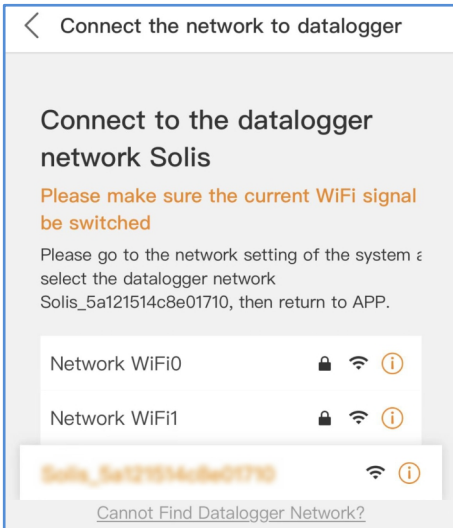 Connect the network to datalogger
Connect to the datalogger
network Solis
Please make sure the current WiFi signal
be switched
Please go to the network setting of the system a
select the datalogger network
Solis_5a121514c8e01710, then return to APP.
Network WiFi0
Network WiFi1
Solis_5a121514c8e01710
Cannot Find Datalogger Network?